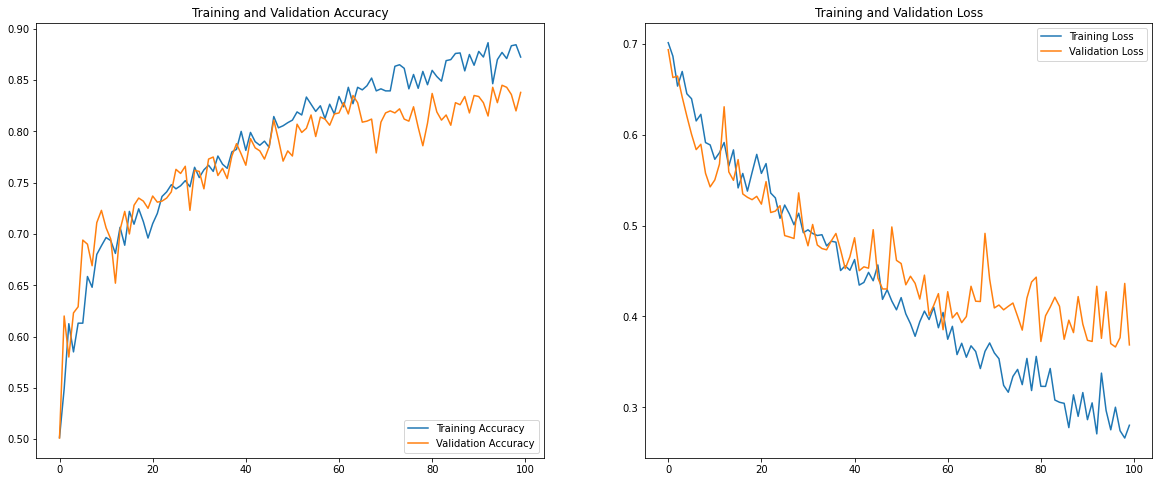 Training and Validation Accuracy
0.90
0.85
0.80
0.75
0.70
0.65
0.60
0.55
0.50
0 20 40 60 80 100
Training Accuracy
Validation Accuracy
Training and Validation Loss
0.7
0.6
0.5
0.4
0.3
0 20 40 60 80 100
Training Loss
Validation Loss